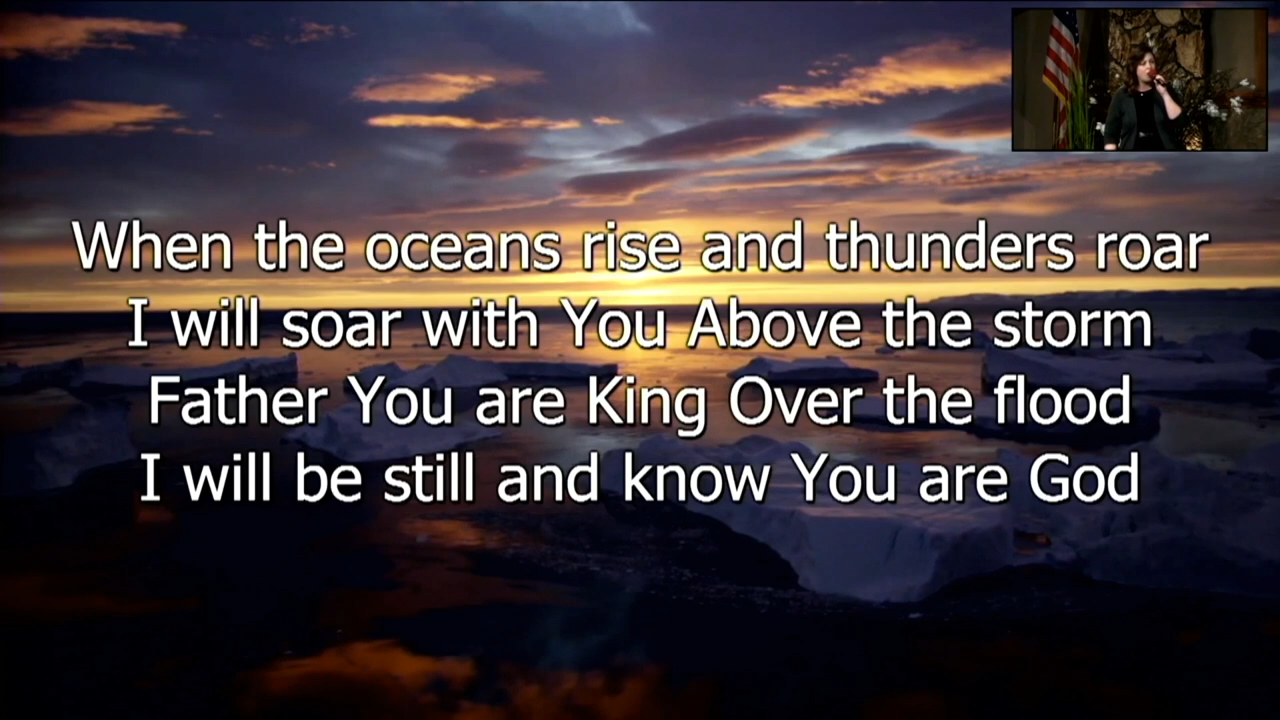 When the oceans rise and thunders roar
I will soar with You Above the storm
Father You are King Over the flood
I will be still and know You are God